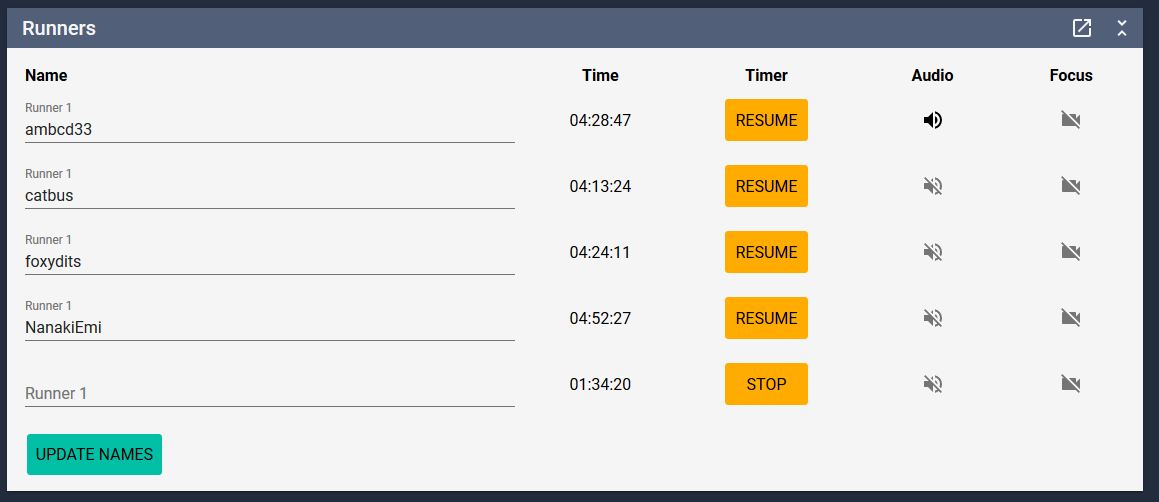 Runners
Name Time Timer Audio Focus
Runner 1
ambcd33 04:28:47 RESUME
Runner 1
catbus 04:13:24 RESUME
Runner 1
foxydits 04:24:11 RESUME
Runner 1
NanakiEmi 04:52:27 RESUME
Runner 1 01:34:20 STOP
UPDATE NAMES